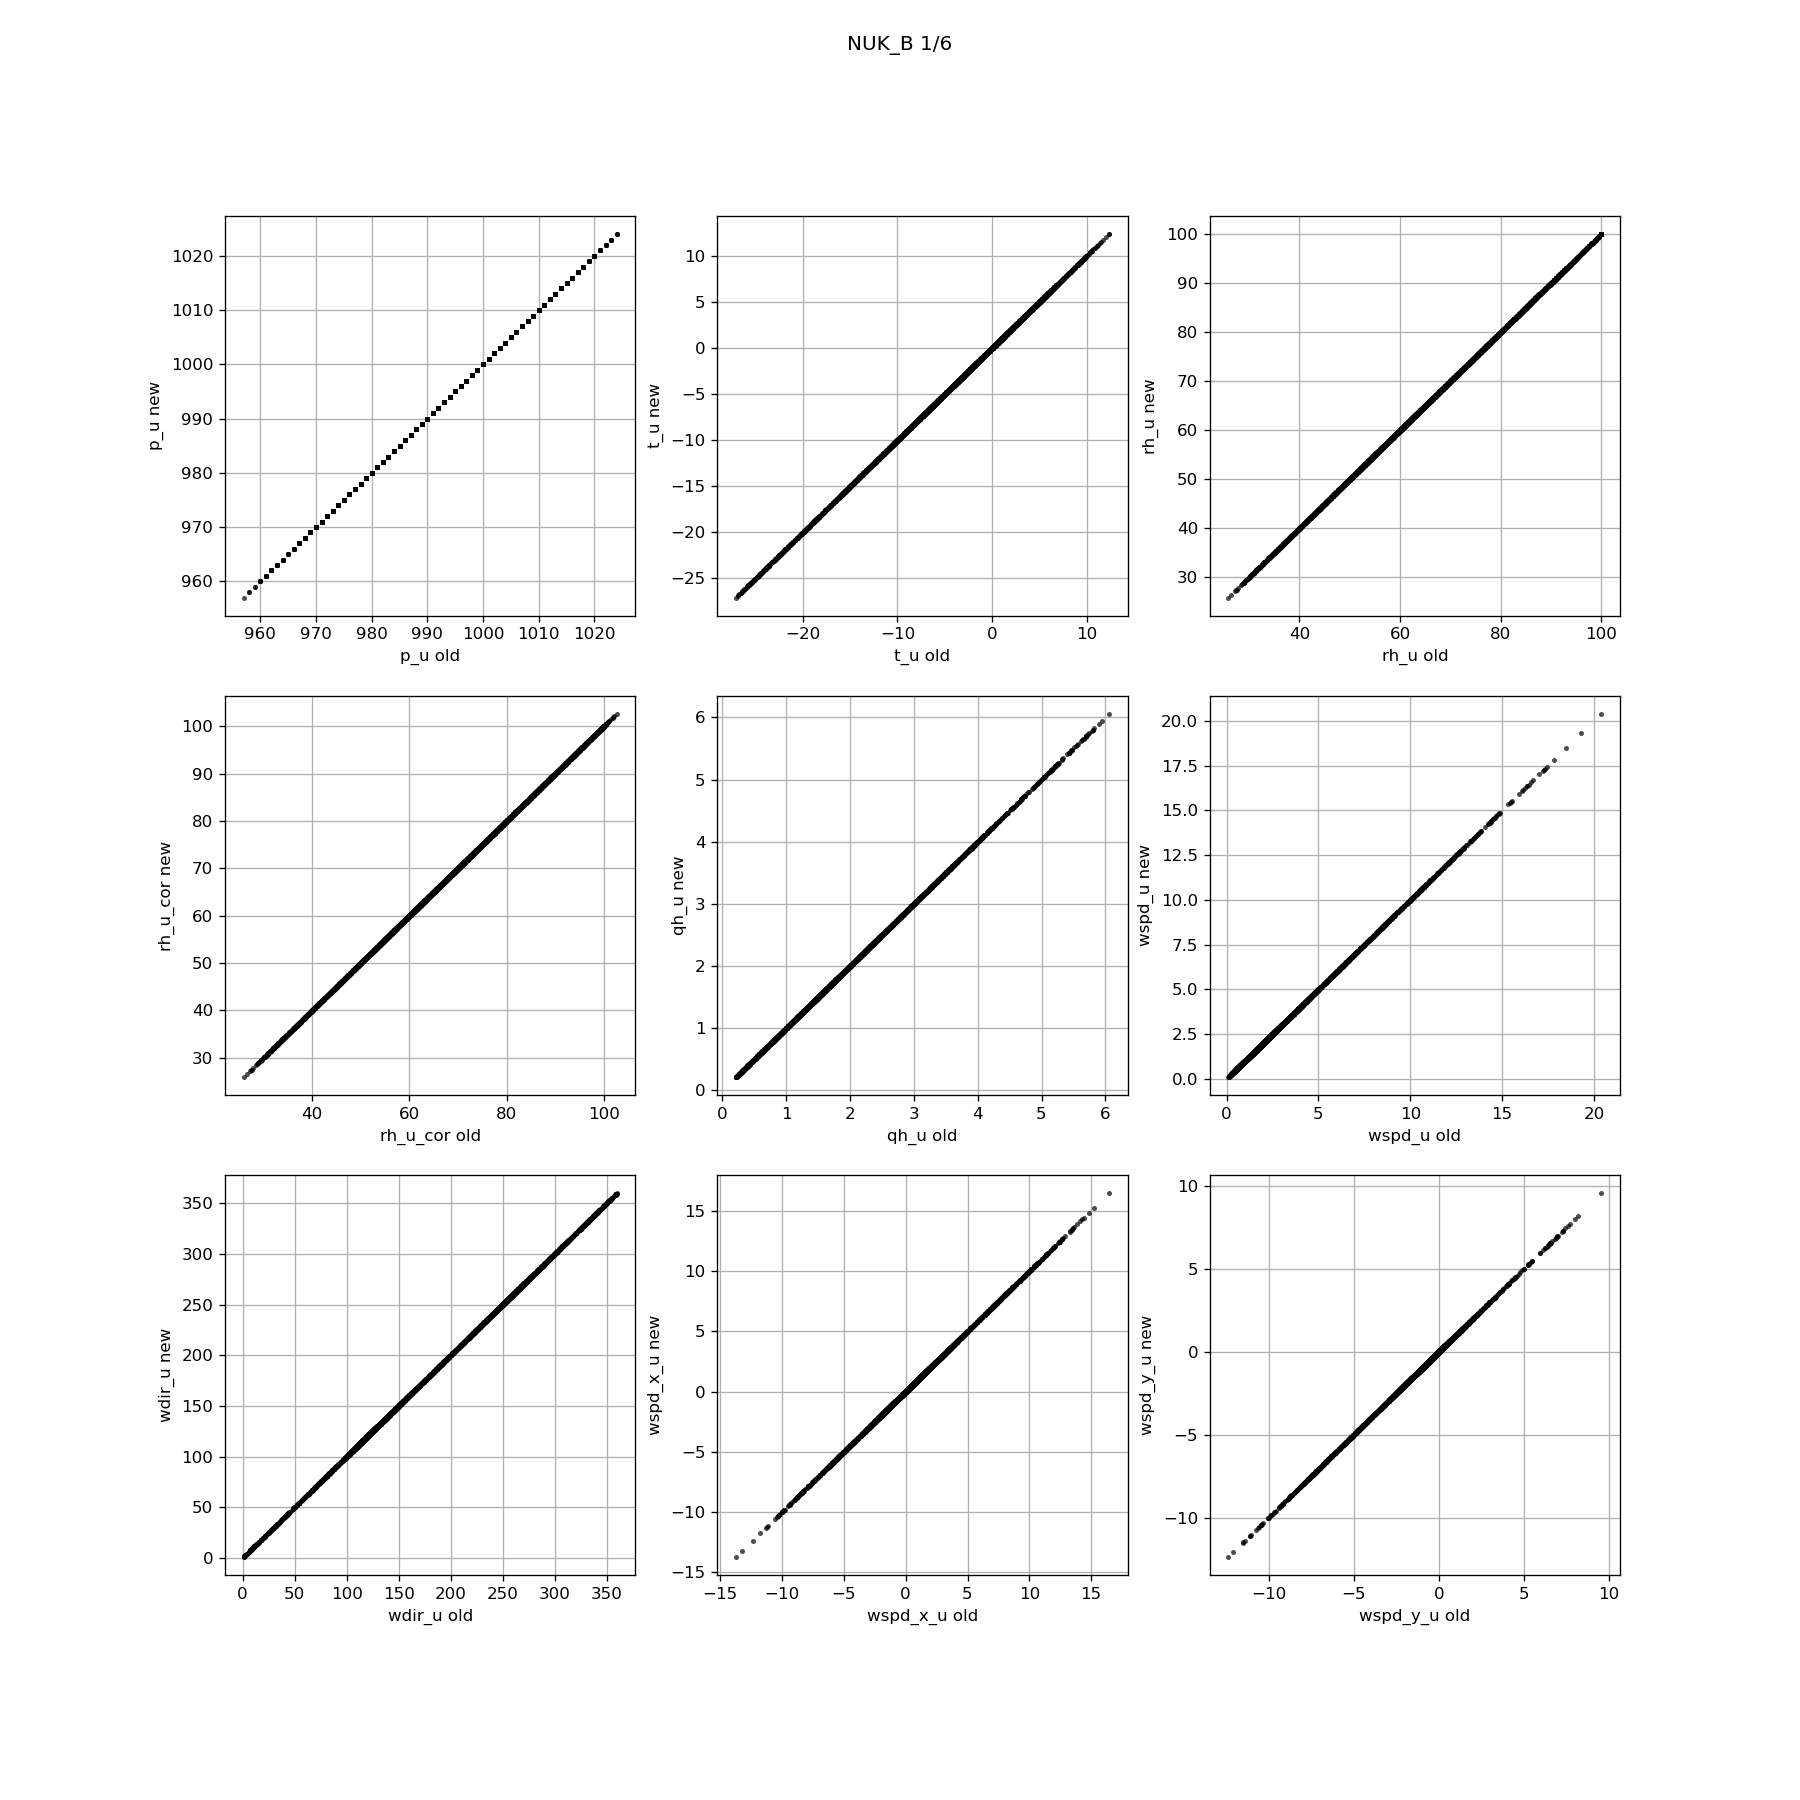 NUK_B 1/6
1020
1010
1000
990
980
970
960
p_u new
960 970 980 990 1000 1010 1020
p_u old
10
5
0
−5
−10
−15
−20
−25
t_u new
−20 −10 0 10
t_u old
100
90
80
70
60
50
40
30
rh_u new
40 60 80 100
rh_u old
100
90
80
70
60
50
40
30
rh_u_cor new
40 60 80 100
rh_u_cor old
6
5
4
3
2
1
0
qh_u new
0 1 2 3 4 5 6
qh_u old
20.0
17.5
15.0
12.5
10.0
7.5
5.0
2.5
0.0
wspd_u new
0 5 10 15 20
wspd_u old
350
300
250
200
150
100
50
0
wdir_u new
0 50 100 150 200 250 300 350
wdir_u old
15
10
5
0
−5
−10
−15
wspd_x_u new
−15 −10 −5 0 5 10 15
wspd_x_u old
10
5
0
−5
−10
wspd_y_u new
−10 −5 0 5 10
wspd_y_u old